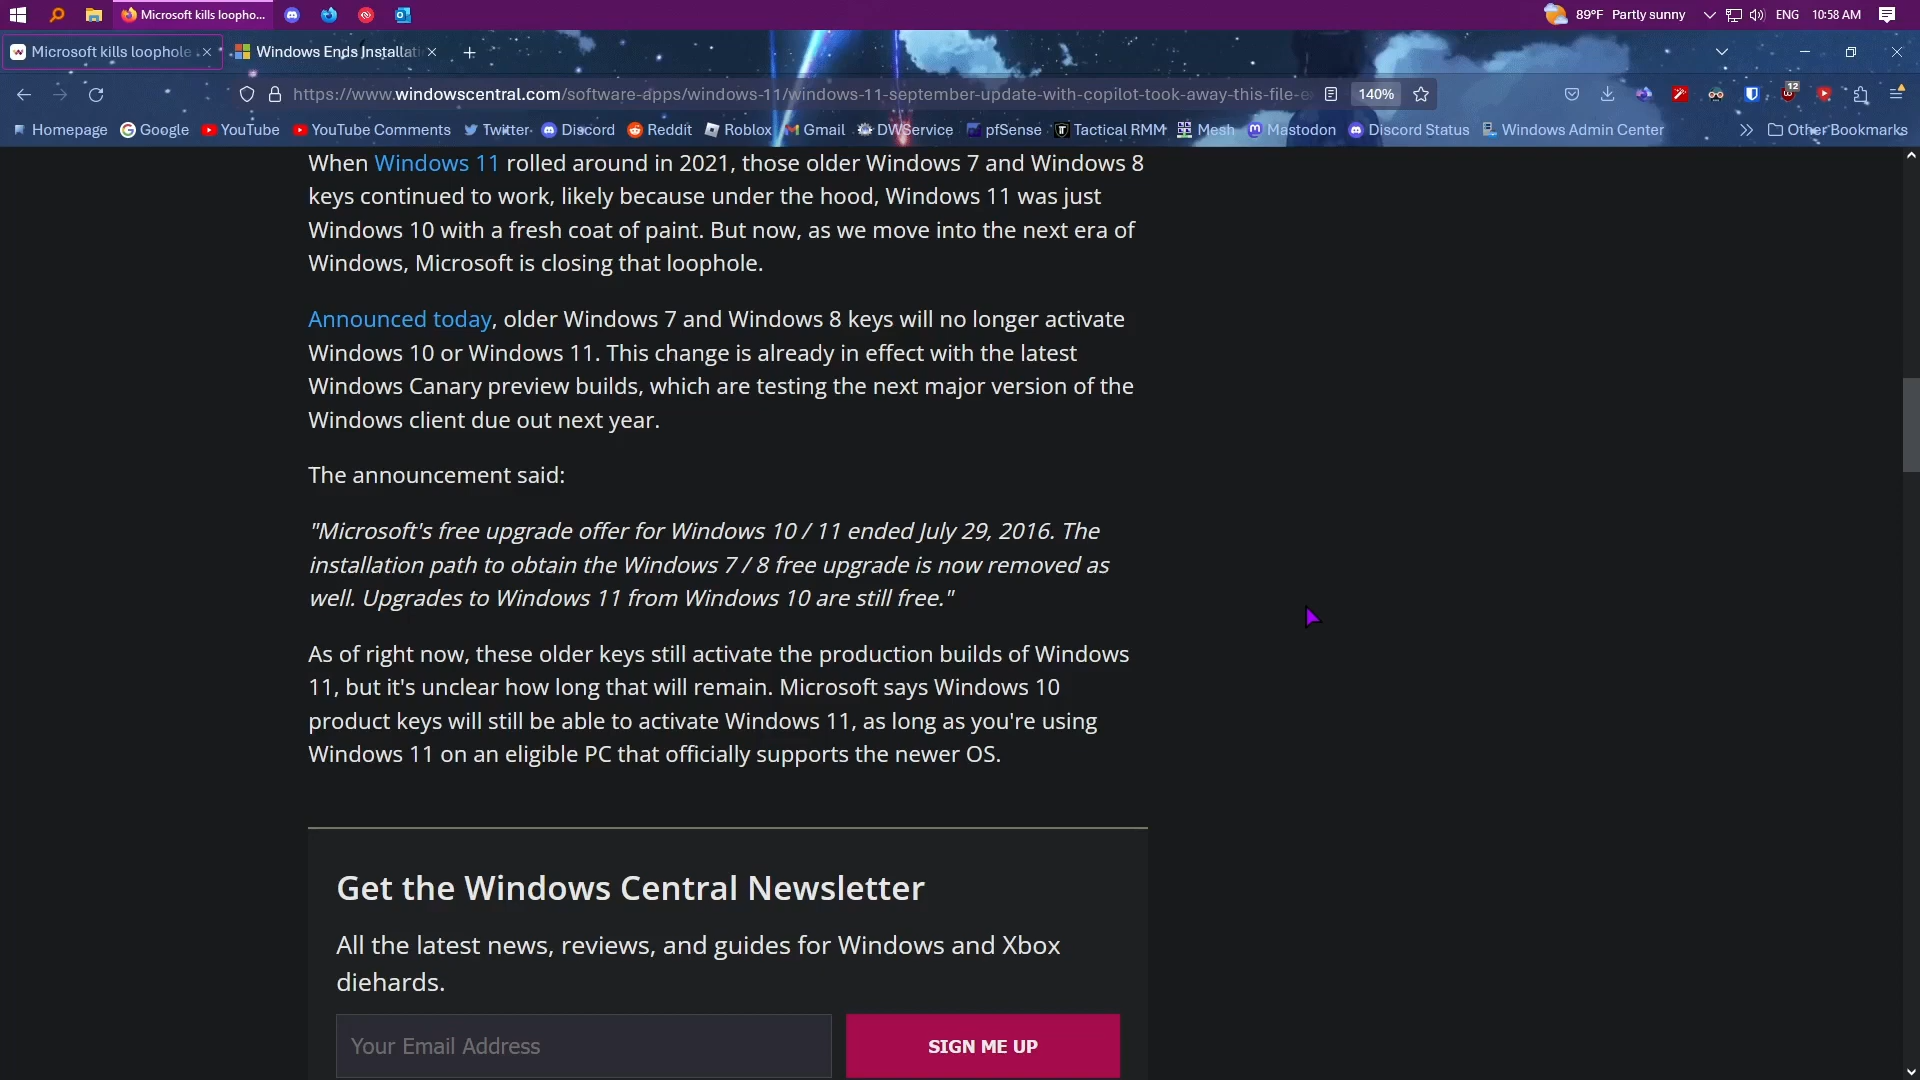 Microsoft kills loopho...
89°F Partly sunny
ENG
10:58 AM
Microsoft kills loophole
Windows Ends Installati
https://www.windowscentral.com/software-apps/windows-11/windows-11-september-update-with-copilot-took-away-this-file-e
140%
12
Homepage
Google
YouTube
YouTube Comments
Twitter
Discord
Reddit
Roblox
Gmail
DWService
pfSense
Tactical RMM
Mesh
Mastodon
Discord Status
Windows Admin Center
Other Bookmarks
When Windows 11 rolled around in 2021, those older Windows 7 and Windows 8
keys continued to work, likely because under the hood, Windows 11 was just
Windows 10 with a fresh coat of paint. But now, as we move into the next era of
Windows, Microsoft is closing that loophole.
Announced today, older Windows 7 and Windows 8 keys will no longer activate
Windows 10 or Windows 11. This change is already in effect with the latest
Windows Canary preview builds, which are testing the next major version of the
Windows client due out next year.
The announcement said:
"Microsoft's free upgrade offer for Windows 10 / 11 ended July 29, 2016. The
installation path to obtain the Windows 7 / 8 free upgrade is now removed as
well. Upgrades to Windows 11 from Windows 10 are still free."
As of right now, these older keys still activate the production builds of Windows
11, but it's unclear how long that will remain. Microsoft says Windows 10
product keys will still be able to activate Windows 11, as long as you're using
Windows 11 on an eligible PC that officially supports the newer OS.
Get the Windows Central Newsletter
All the latest news, reviews, and guides for Windows and Xbox
diehards.
Your Email Address
SIGN ME UP